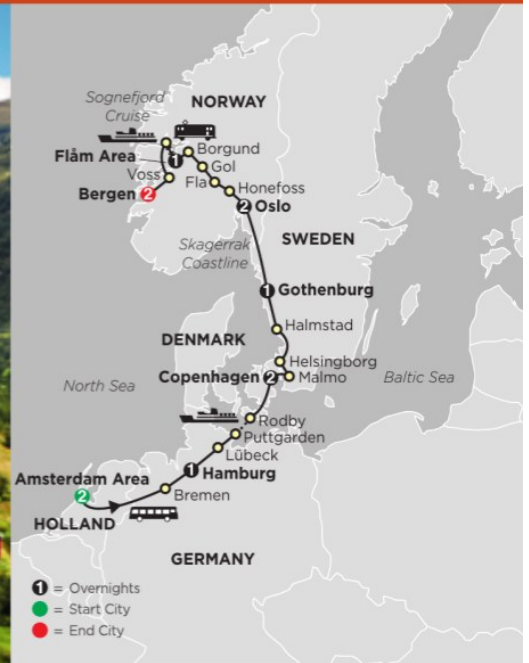 Sognefjord
Cruise
NORWAY
Borgund
Flåm Area
1
Gol
Voss
Fla
Honefoss
Bergen 2
2 Oslo
SWEDEN
Skagerrak
Coastline
1 Gothenburg
Halmstad
DENMARK
Helsingborg
Copenhagen 2
Malmo
North Sea
Baltic Sea
Rodby
Puttgarden
Lübeck
Amsterdam Area
1 Hamburg
2
Bremen
HOLLAND
GERMANY
1 = Overnights
= Start City
= End City